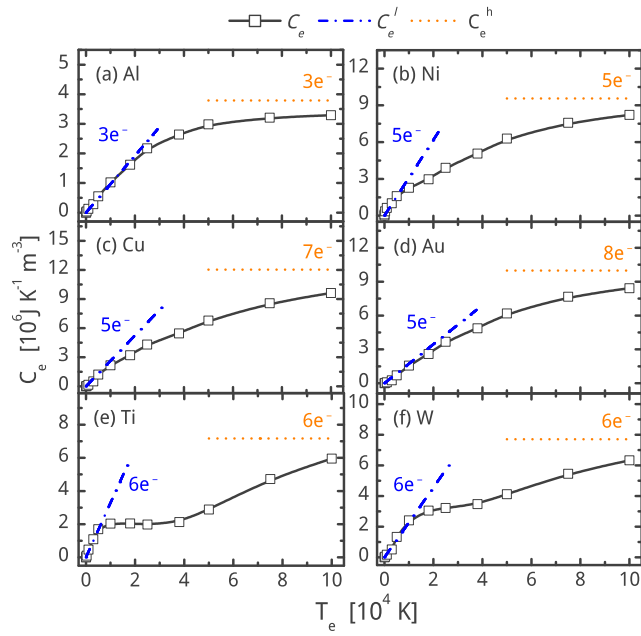 C_e C_e^l C_e^h
(a) Al
3e⁻
3e⁻
5
4
3
2
1
0
(b) Ni
5e⁻
5e⁻
12
9
6
3
0
(c) Cu
7e⁻
5e⁻
15
12
9
6
3
0
(d) Au
8e⁻
5e⁻
12
9
6
3
0
(e) Ti
6e⁻
6e⁻
8
6
4
2
0
0 2 4 6 8 10
(f) W
6e⁻
6e⁻
8
6
4
2
0
0 2 4 6 8 10
C_e [10⁶J K⁻¹ m⁻³]
T_e [10⁴ K]